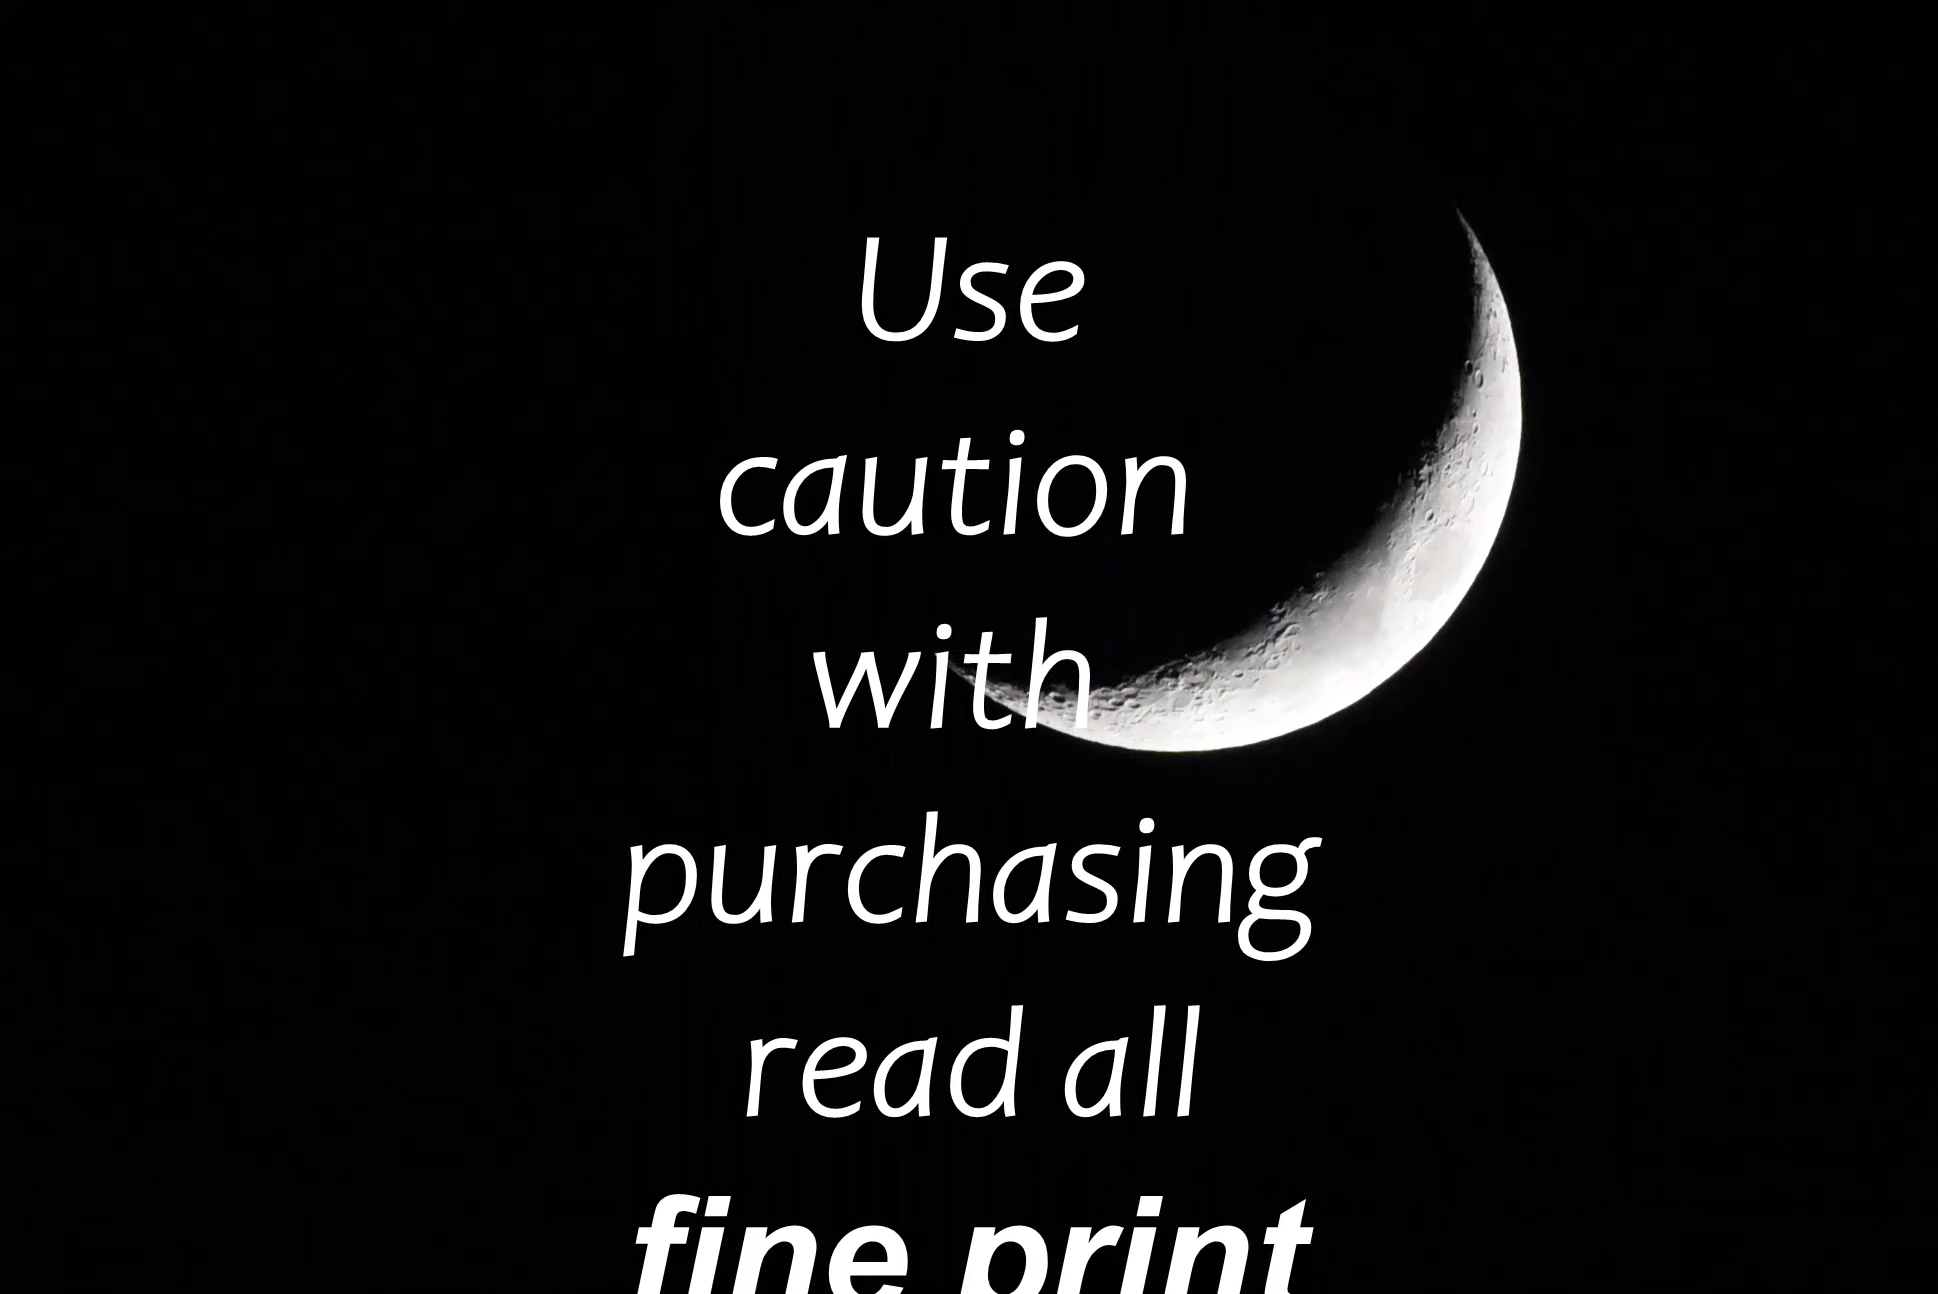 Use
caution
with
purchasing
read all
fine print